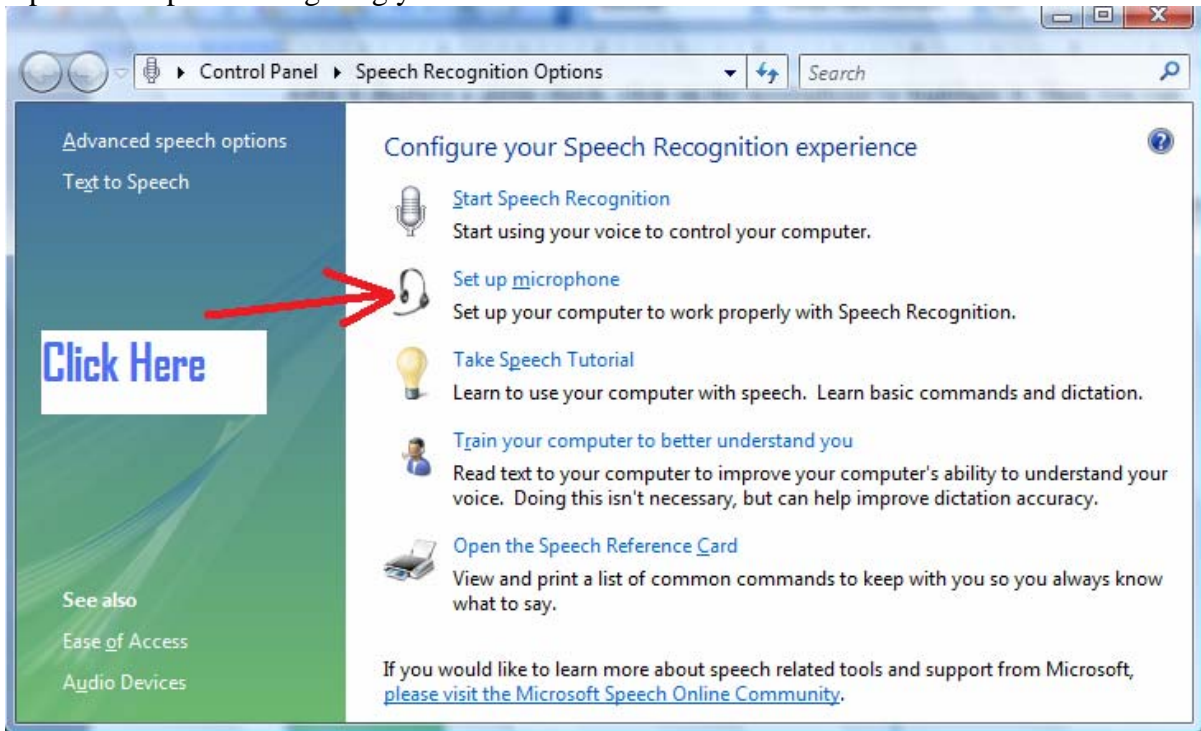 Control Panel Speech Recognition Options Search
Advanced speech options
Text to Speech
Click Here
See also
Ease of Access
Audio Devices
Configure your Speech Recognition experience
Start Speech Recognition
Start using your voice to control your computer.
Set up microphone
Set up your computer to work properly with Speech Recognition.
Take Speech Tutorial
Learn to use your computer with speech. Learn basic commands and dictation.
Train your computer to better understand you
Read text to your computer to improve your computer's ability to understand your
voice. Doing this isn't necessary, but can help improve dictation accuracy.
Open the Speech Reference Card
View and print a list of common commands to keep with you so you always know
what to say.
If you would like to learn more about speech related tools and support from Microsoft,
please visit the Microsoft Speech Online Community.